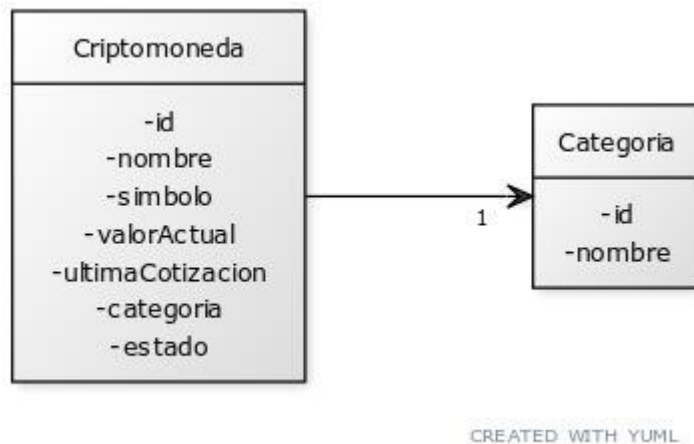 Criptomoneda
-id
-nombre
-simbolo
-valorActual
-ultimaCotizacion
-categoria
-estado
1
Categoria
-id
-nombre
CREATED WITH YUML